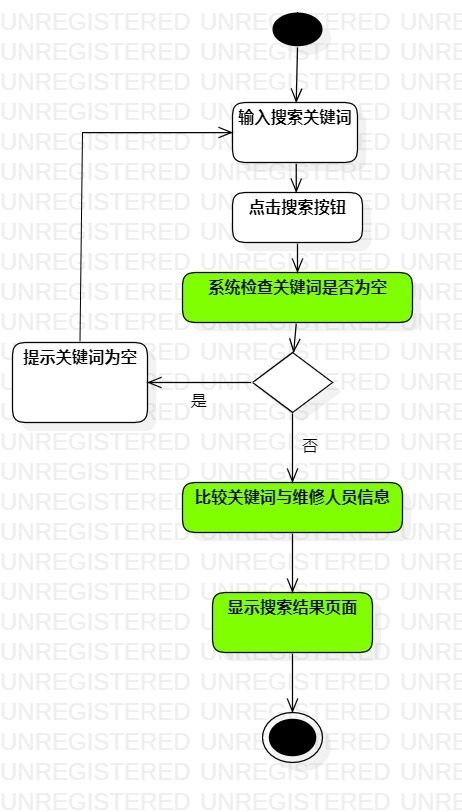 输入搜索关键词
点击搜索按钮
系统检查关键词是否为空
提示关键词为空
是
否
比较关键词与维修人员信息
显示搜索结果页面
UNREGISTERED